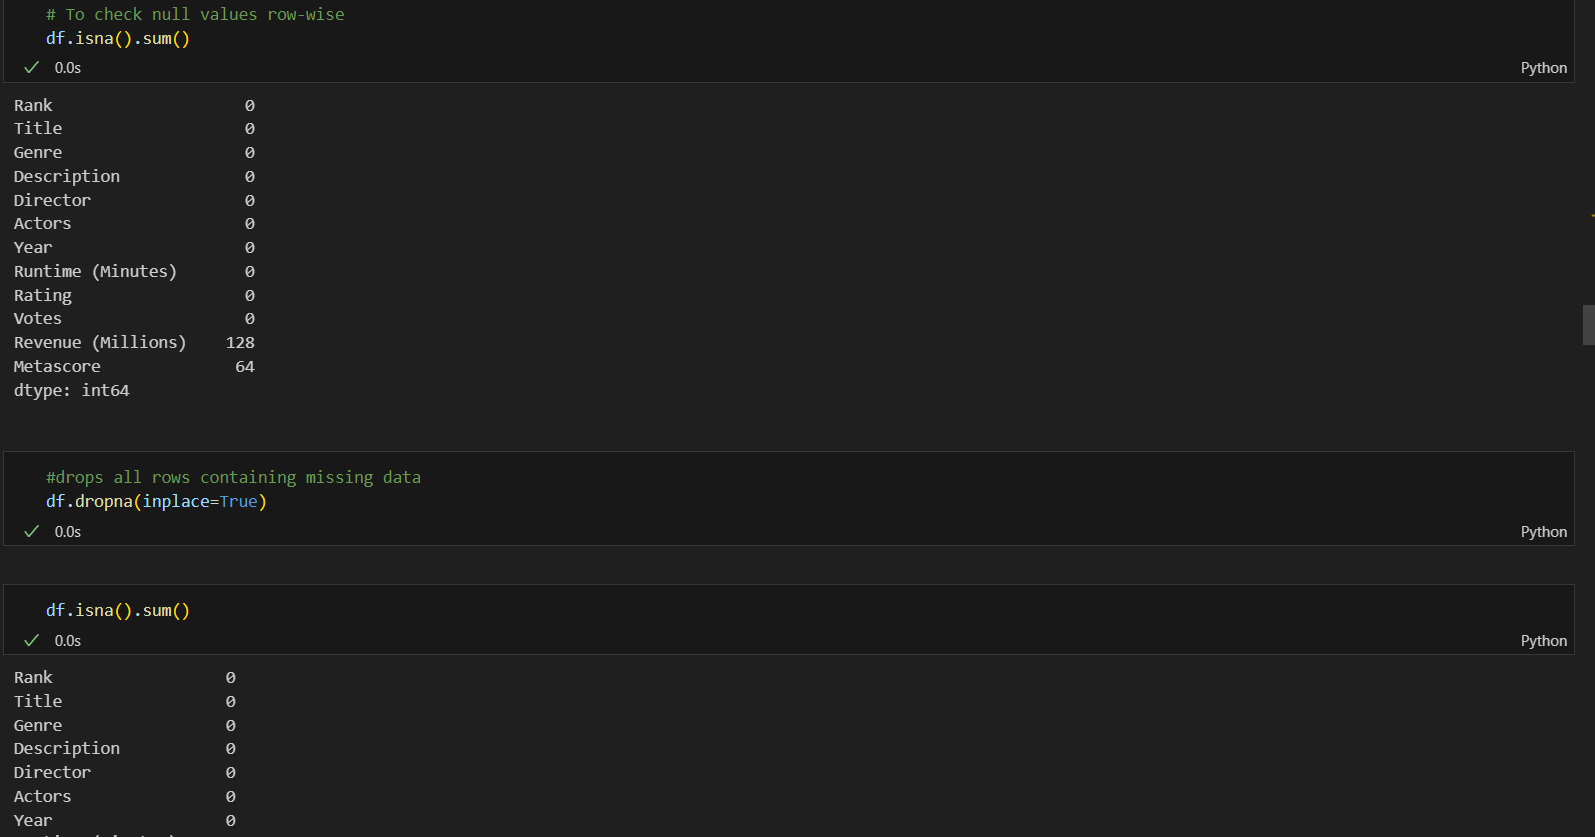 # To check null values row-wise
df.isna().sum()
0.0s
Python
Rank 0
Title 0
Genre 0
Description 0
Director 0
Actors 0
Year 0
Runtime (Minutes) 0
Rating 0
Votes 0
Revenue (Millions) 128
Metascore 64
dtype: int64
#drops all rows containing missing data
df.dropna(inplace=True)
0.0s
Python
df.isna().sum()
0.0s
Python
Rank 0
Title 0
Genre 0
Description 0
Director 0
Actors 0
Year 0